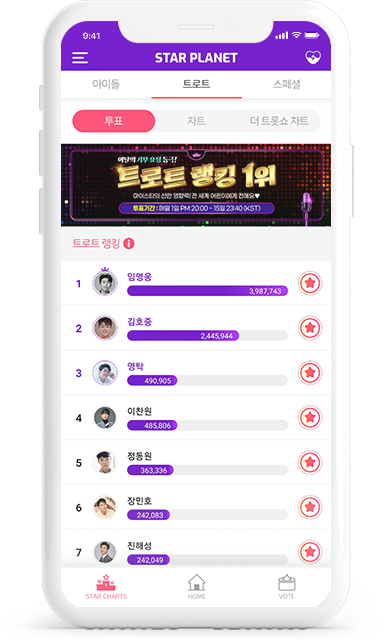 9:41
STAR PLANET
아이돌 트로트 스페셜
투표 차트 더 트롯쇼 차트
이달의 기부 요정 등극!
트로트 랭킹 1위
마이스타의 선한 영향력! 전 세계 어린이에게 전해요♥
투표기간 : 매월 1일 PM 20:00 ~ 15일 23:40 (KST)
트로트 랭킹 i
1 임영웅
3,987,743
2 김호중
2,445,944
3 영탁
490,905
4 이찬원
485,806
5 정동원
363,336
6 장민호
242,083
7 진해성
242,049
STAR CHARTS HOME VOTE